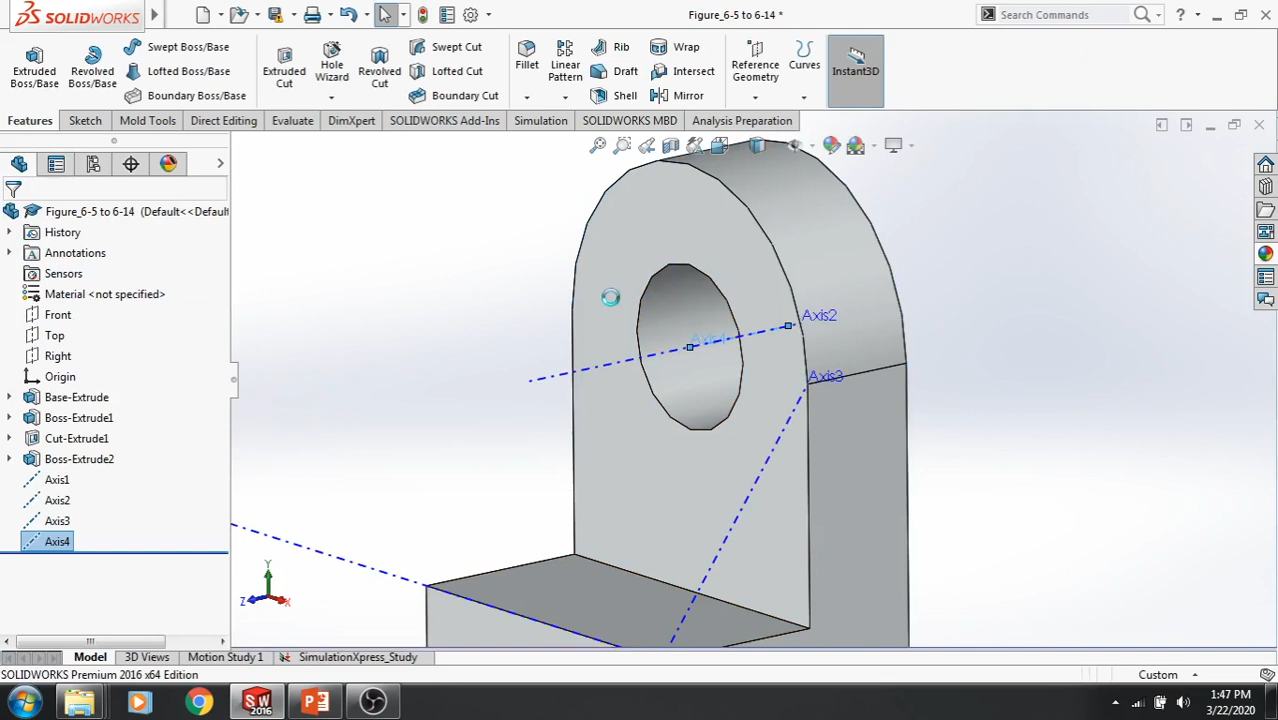 SOLIDWORKS
Figure_6-5 to 6-14 *
Search Commands
?
Extruded Boss/Base
Revolved Boss/Base
Swept Boss/Base
Lofted Boss/Base
Boundary Boss/Base
Extruded Cut
Hole Wizard
Revolved Cut
Swept Cut
Lofted Cut
Boundary Cut
Fillet
Linear Pattern
Rib
Draft
Shell
Wrap
Intersect
Mirror
Reference Geometry
Curves
Instant3D
Features
Sketch
Mold Tools
Direct Editing
Evaluate
DimXpert
SOLIDWORKS Add-Ins
Simulation
SOLIDWORKS MBD
Analysis Preparation
Figure_6-5 to 6-14 (Default<<Defaul
History
Annotations
Sensors
Material <not specified>
Front
Top
Right
Origin
Base-Extrude
Boss-Extrude1
Cut-Extrude1
Boss-Extrude2
Axis1
Axis2
Axis3
Axis4
Axis2
Axis4
Axis3
Y
Z
X
Model
3D Views
Motion Study 1
SimulationXpress_Study
SOLIDWORKS Premium 2016 x64 Edition
Custom
SW
2016
1:47 PM
3/22/2020